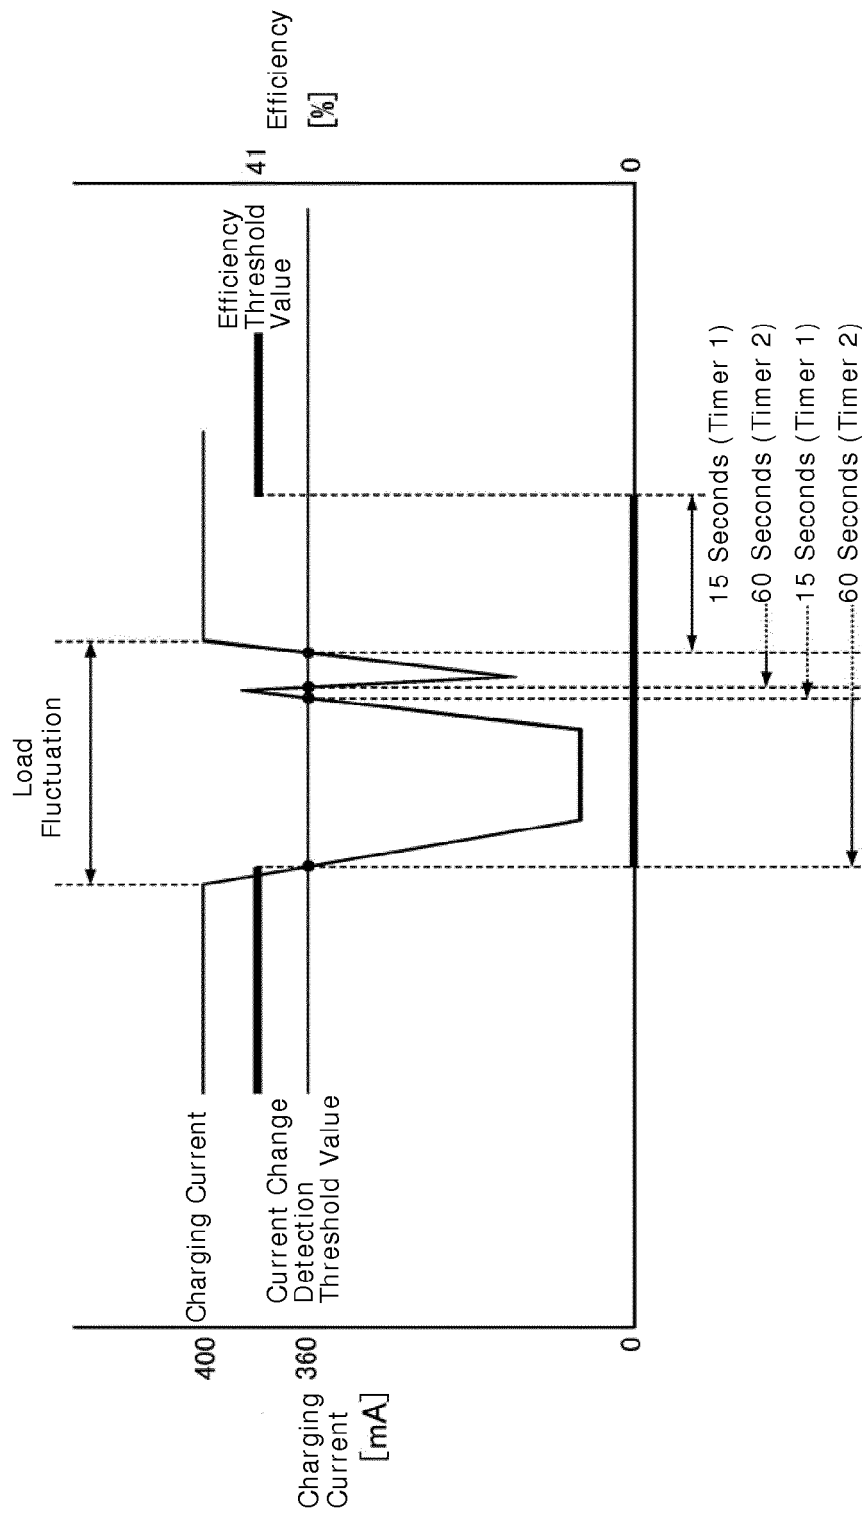 Load
Fluctuation
Charging Current
Current Change
Detection
Threshold Value
Efficiency
Threshold
Value
400
360
0
Charging
Current
[mA]
41
0
Efficiency
[%]
15 Seconds (Timer 1)
60 Seconds (Timer 2)
15 Seconds (Timer 1)
60 Seconds (Timer 2)